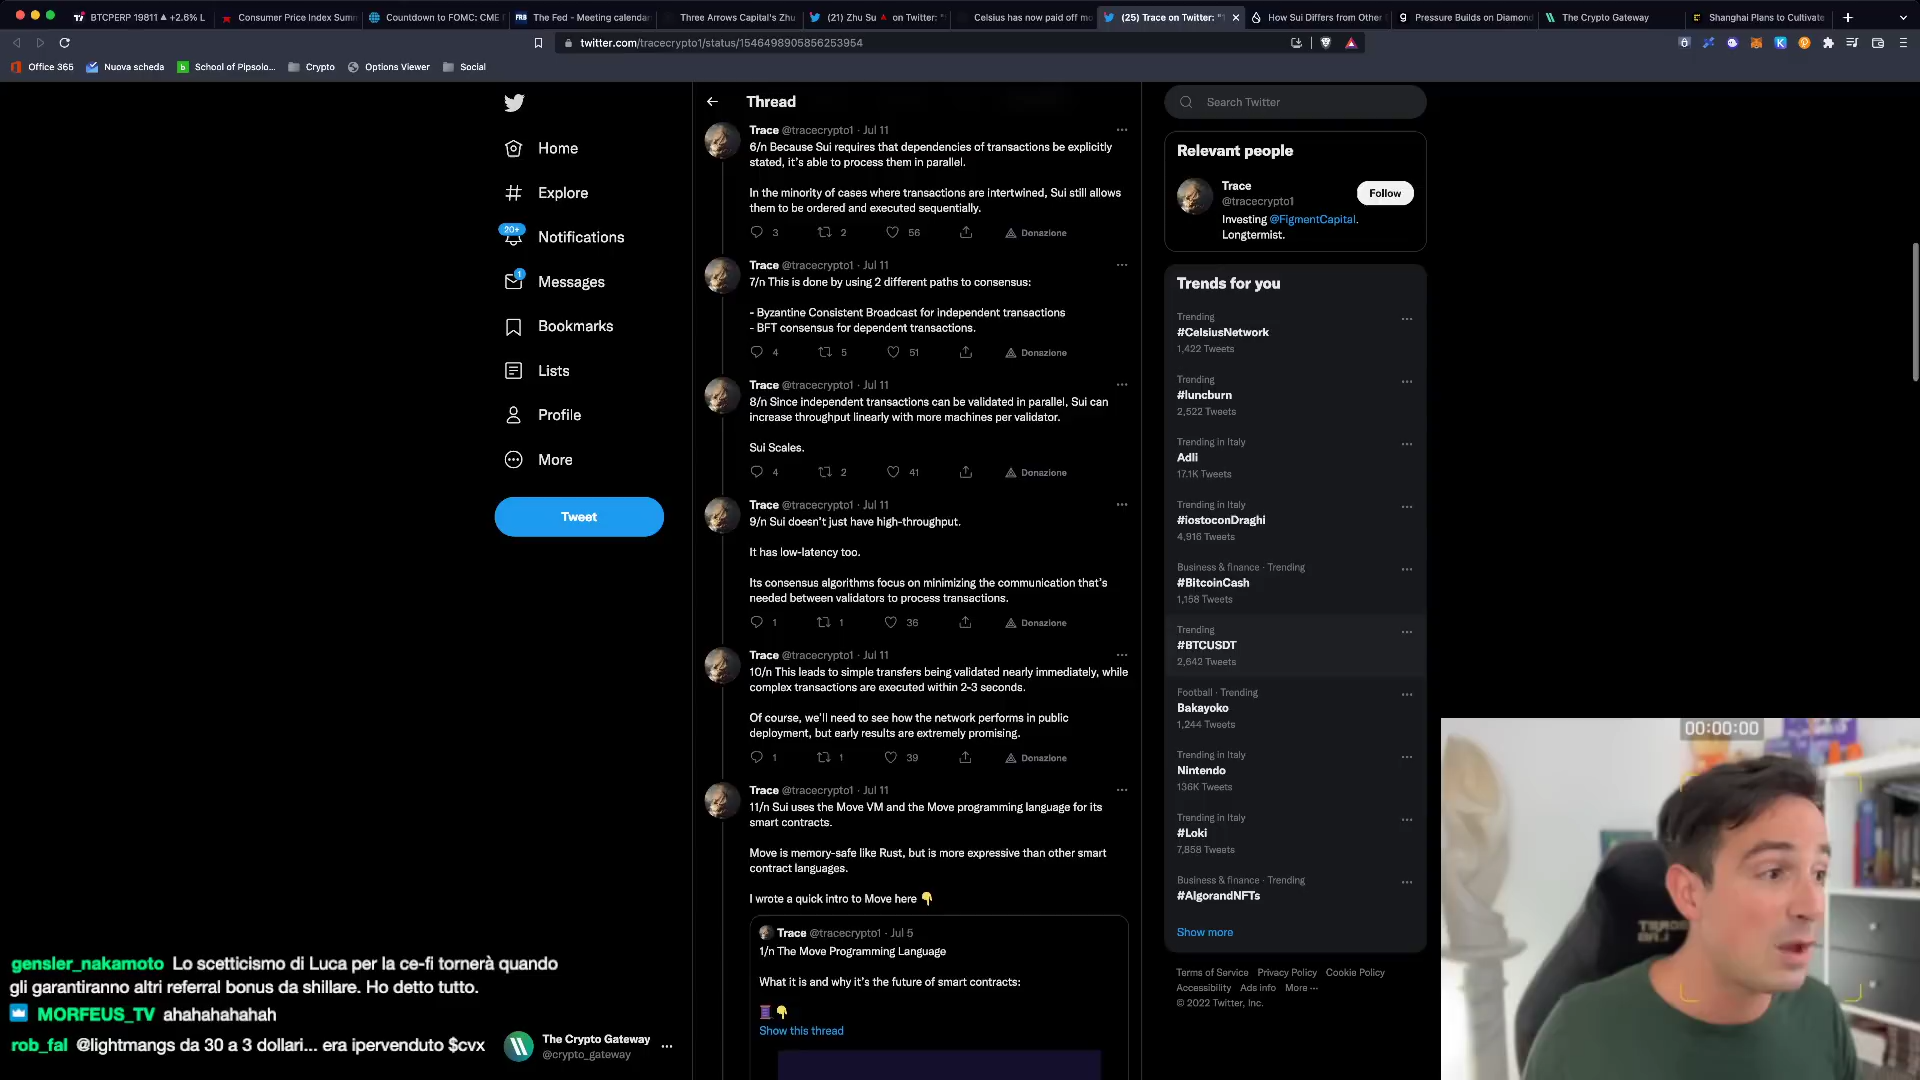 BTCPERP 19811 ▲ +2.6% L
Consumer Price Index Summ
Countdown to FOMC: CME F
The Fed - Meeting calendar
Three Arrows Capital's Zhu
(21) Zhu Su 🔺 on Twitter: "
Celsius has now paid off mo
(25) Trace on Twitter: "1
How Sui Differs from Other
Pressure Builds on Diamond
The Crypto Gateway
Shanghai Plans to Cultivate
twitter.com/tracecrypto1/status/1546498905856253954
Office 365
Nuova scheda
School of Pipsolo...
Crypto
Options Viewer
Social
Home
Explore
20+
Notifications
1
Messages
Bookmarks
Lists
Profile
More
Tweet
Thread
Trace @tracecrypto1 · Jul 11
6/n Because Sui requires that dependencies of transactions be explicitly
stated, it's able to process them in parallel.
In the minority of cases where transactions are intertwined, Sui still allows
them to be ordered and executed sequentially.
3 2 56 Donazione
Trace @tracecrypto1 · Jul 11
7/n This is done by using 2 different paths to consensus:
- Byzantine Consistent Broadcast for independent transactions
- BFT consensus for dependent transactions.
4 5 51 Donazione
Trace @tracecrypto1 · Jul 11
8/n Since independent transactions can be validated in parallel, Sui can
increase throughput linearly with more machines per validator.
Sui Scales.
4 2 41 Donazione
Trace @tracecrypto1 · Jul 11
9/n Sui doesn't just have high-throughput.
It has low-latency too.
Its consensus algorithms focus on minimizing the communication that's
needed between validators to process transactions.
1 1 36 Donazione
Trace @tracecrypto1 · Jul 11
10/n This leads to simple transfers being validated nearly immediately, while
complex transactions are executed within 2-3 seconds.
Of course, we'll need to see how the network performs in public
deployment, but early results are extremely promising.
1 1 39 Donazione
Trace @tracecrypto1 · Jul 11
11/n Sui uses the Move VM and the Move programming language for its
smart contracts.
Move is memory-safe like Rust, but is more expressive than other smart
contract languages.
I wrote a quick intro to Move here 👇
Trace @tracecrypto1 · Jul 5
1/n The Move Programming Language
What it is and why it's the future of smart contracts:
🧵👇
Show this thread
Search Twitter
Relevant people
Trace
@tracecrypto1
Follow
Investing @FigmentCapital.
Longtermist.
Trends for you
Trending
#CelsiusNetwork
1,422 Tweets
Trending
#luncburn
2,522 Tweets
Trending in Italy
Adli
17.1K Tweets
Trending in Italy
#iostoconDraghi
4,916 Tweets
Business & finance · Trending
#BitcoinCash
1,158 Tweets
Trending
#BTCUSDT
2,642 Tweets
Football · Trending
Bakayoko
1,244 Tweets
Trending in Italy
Nintendo
136K Tweets
Trending in Italy
#Loki
7,858 Tweets
Business & finance · Trending
#AlgorandNFTs
Show more
Terms of Service Privacy Policy Cookie Policy
Accessibility Ads info More ···
© 2022 Twitter, Inc.
00:00:00
gensler_nakamoto Lo scetticismo di Luca per la ce-fi tornerà quando
gli garantiranno altri referral bonus da shillare. Ho detto tutto.
MORFEUS_TV ahahahahahah
rob_fal @lightmangs da 30 a 3 dollari... era ipervenduto $cvx
The Crypto Gateway
@crypto_gateway